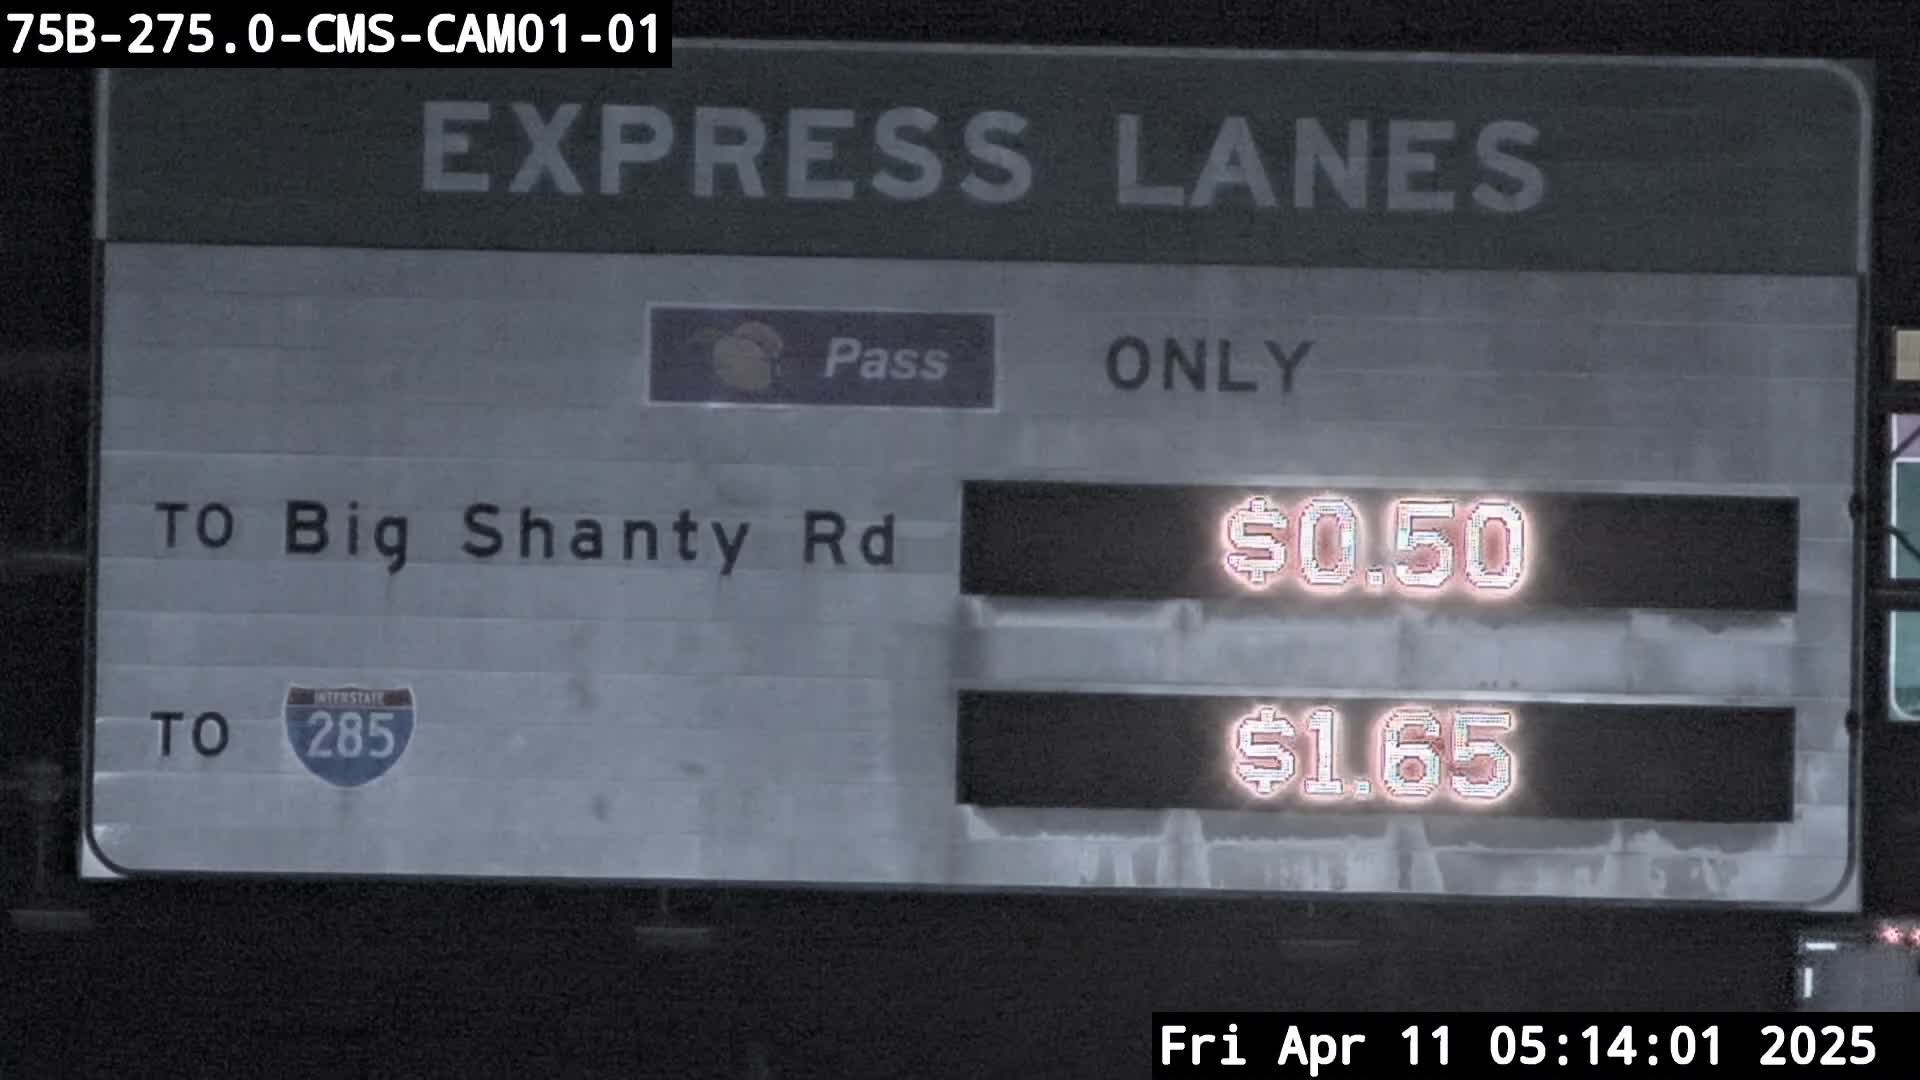 75B-275.0-CMS-CAM01-01
EXPRESS LANES
Pass ONLY
TO Big Shanty Rd $0.50
INTERSTATE
TO 285 $1.65
Fri Apr 11 05:14:01 2025